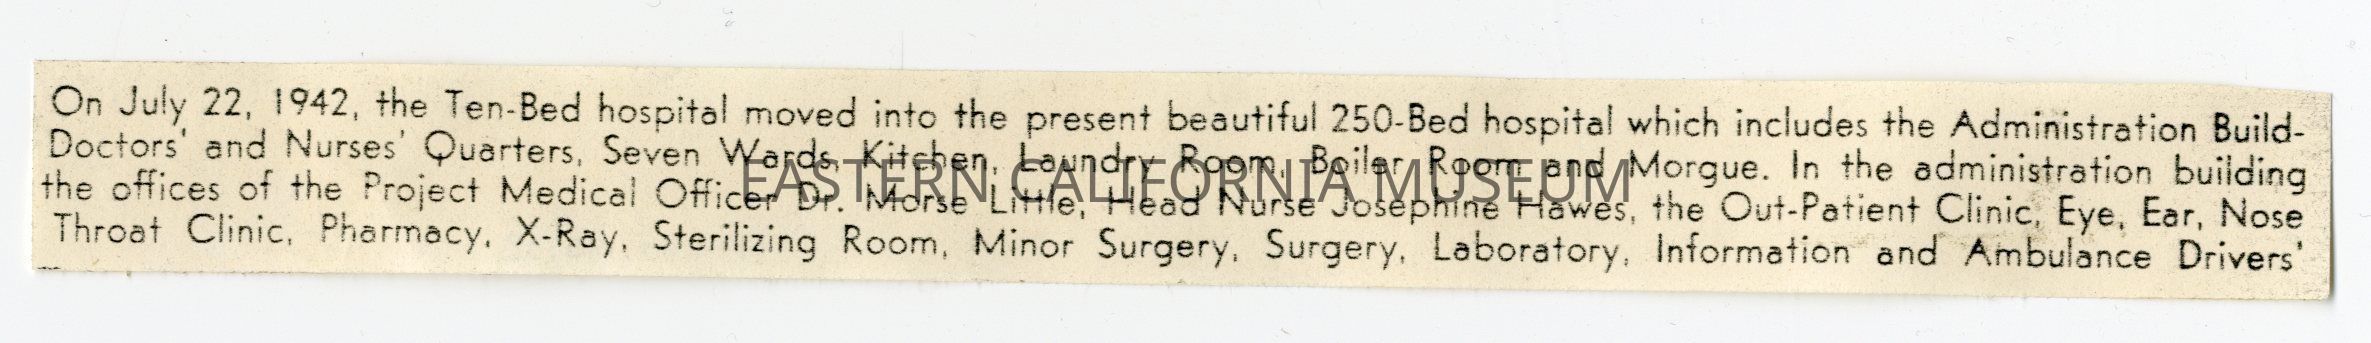 On July 22, 1942, the Ten-Bed hospital moved into the present beautiful 250-Bed hospital which includes the Administration Build-
Doctors' and Nurses' Quarters, Seven Wards, Kitchen, Laundry Room, Boiler Room and Morgue. In the administration building
the offices of the Project Medical Officer Dr. Morse Little, Head Nurse Josephine Hawes, the Out-Patient Clinic, Eye, Ear, Nose
Throat Clinic, Pharmacy, X-Ray, Sterilizing Room, Minor Surgery, Surgery, Laboratory, Information and Ambulance Drivers'
EASTERN CALIFORNIA MUSEUM